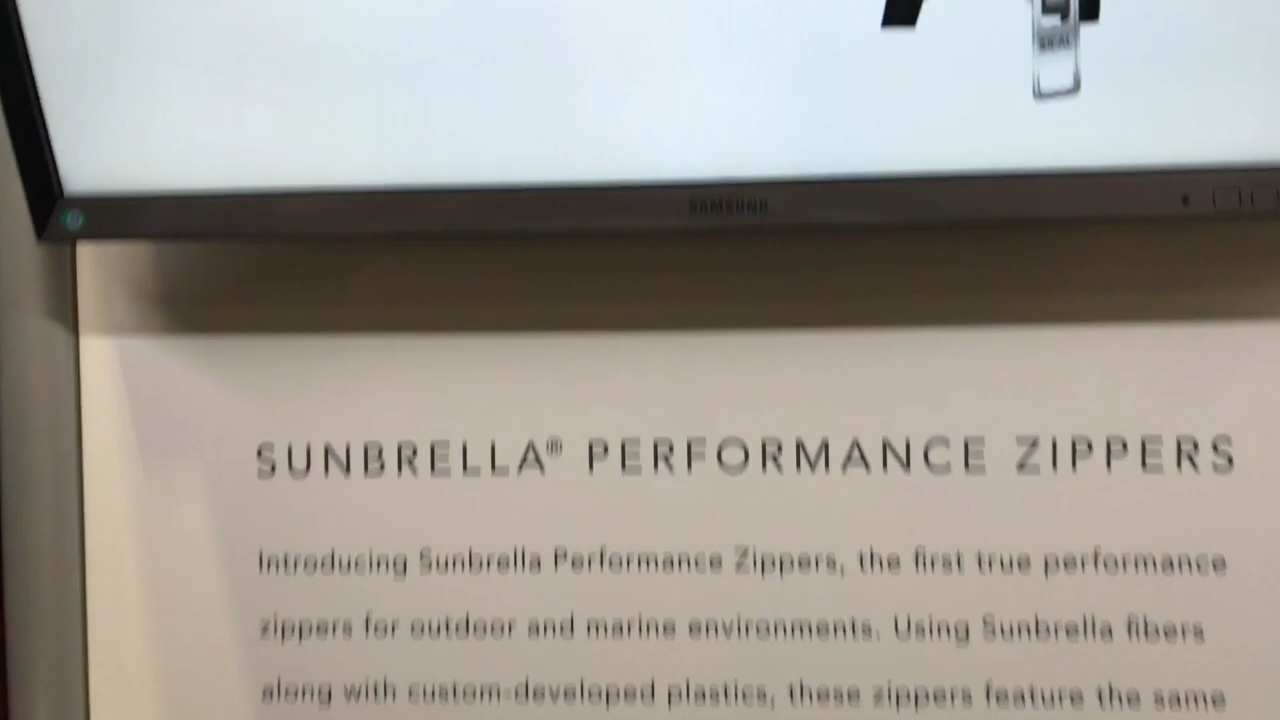 SAMSUNG
SUNBRELLA® PERFORMANCE ZIPPERS
Introducing Sunbrella Performance Zippers, the first true performance
zippers for outdoor and marine environments. Using Sunbrella fibers
along with custom-developed plastics, these zippers feature the same